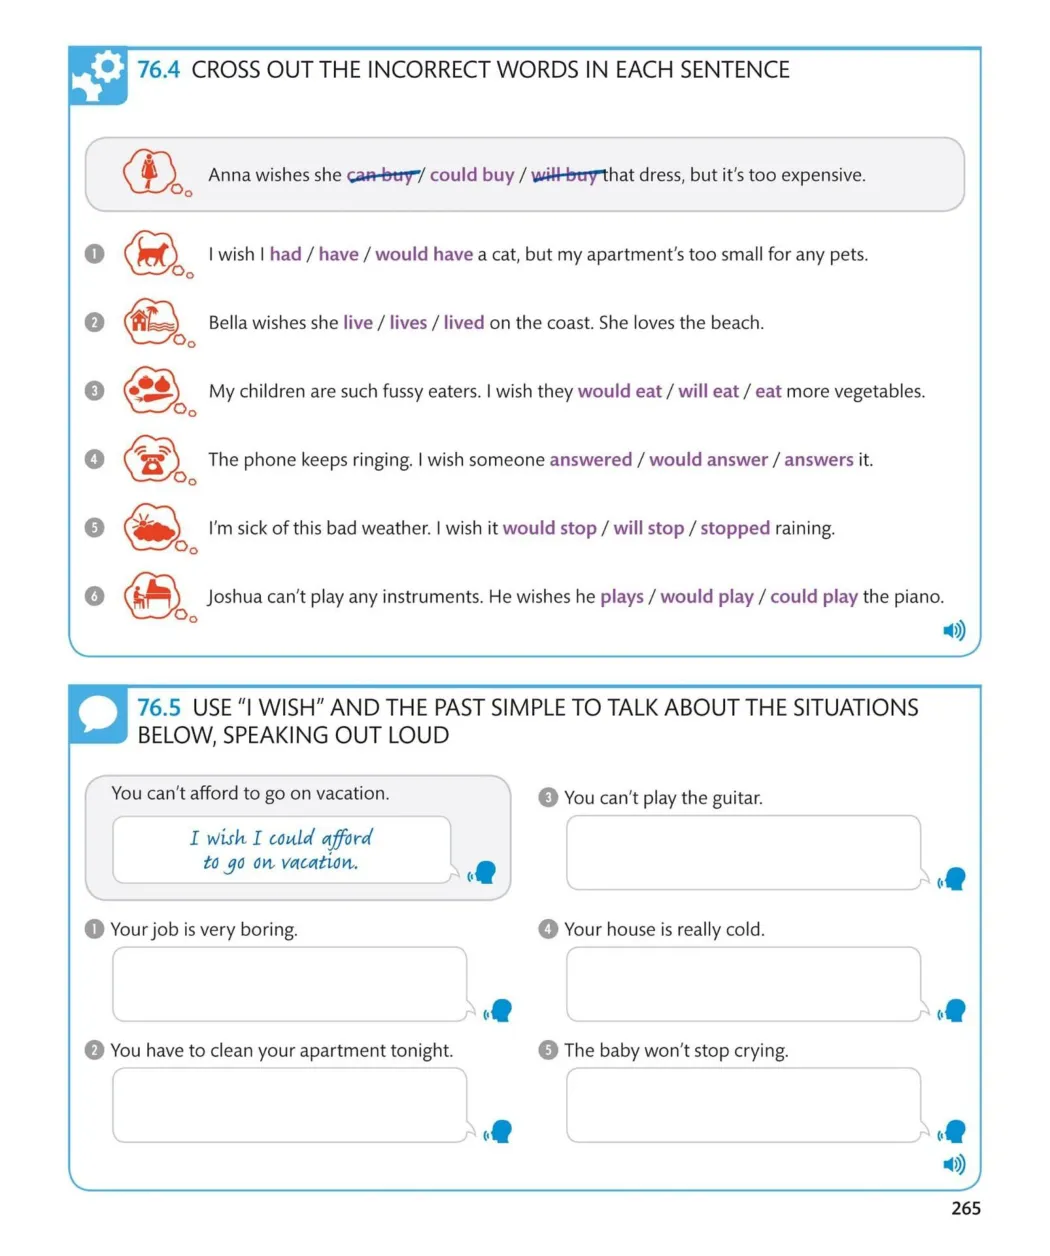 76.4 CROSS OUT THE INCORRECT WORDS IN EACH SENTENCE
Anna wishes she can buy / could buy / will buy that dress, but it's too expensive.
1 I wish I had / have / would have a cat, but my apartment's too small for any pets.
2 Bella wishes she live / lives / lived on the coast. She loves the beach.
3 My children are such fussy eaters. I wish they would eat / will eat / eat more vegetables.
4 The phone keeps ringing. I wish someone answered / would answer / answers it.
5 I'm sick of this bad weather. I wish it would stop / will stop / stopped raining.
6 Joshua can't play any instruments. He wishes he plays / would play / could play the piano.
76.5 USE “I WISH” AND THE PAST SIMPLE TO TALK ABOUT THE SITUATIONS
BELOW, SPEAKING OUT LOUD
You can't afford to go on vacation.
I wish I could afford
to go on vacation.
1 Your job is very boring.
2 You have to clean your apartment tonight.
3 You can't play the guitar.
4 Your house is really cold.
5 The baby won't stop crying.
265